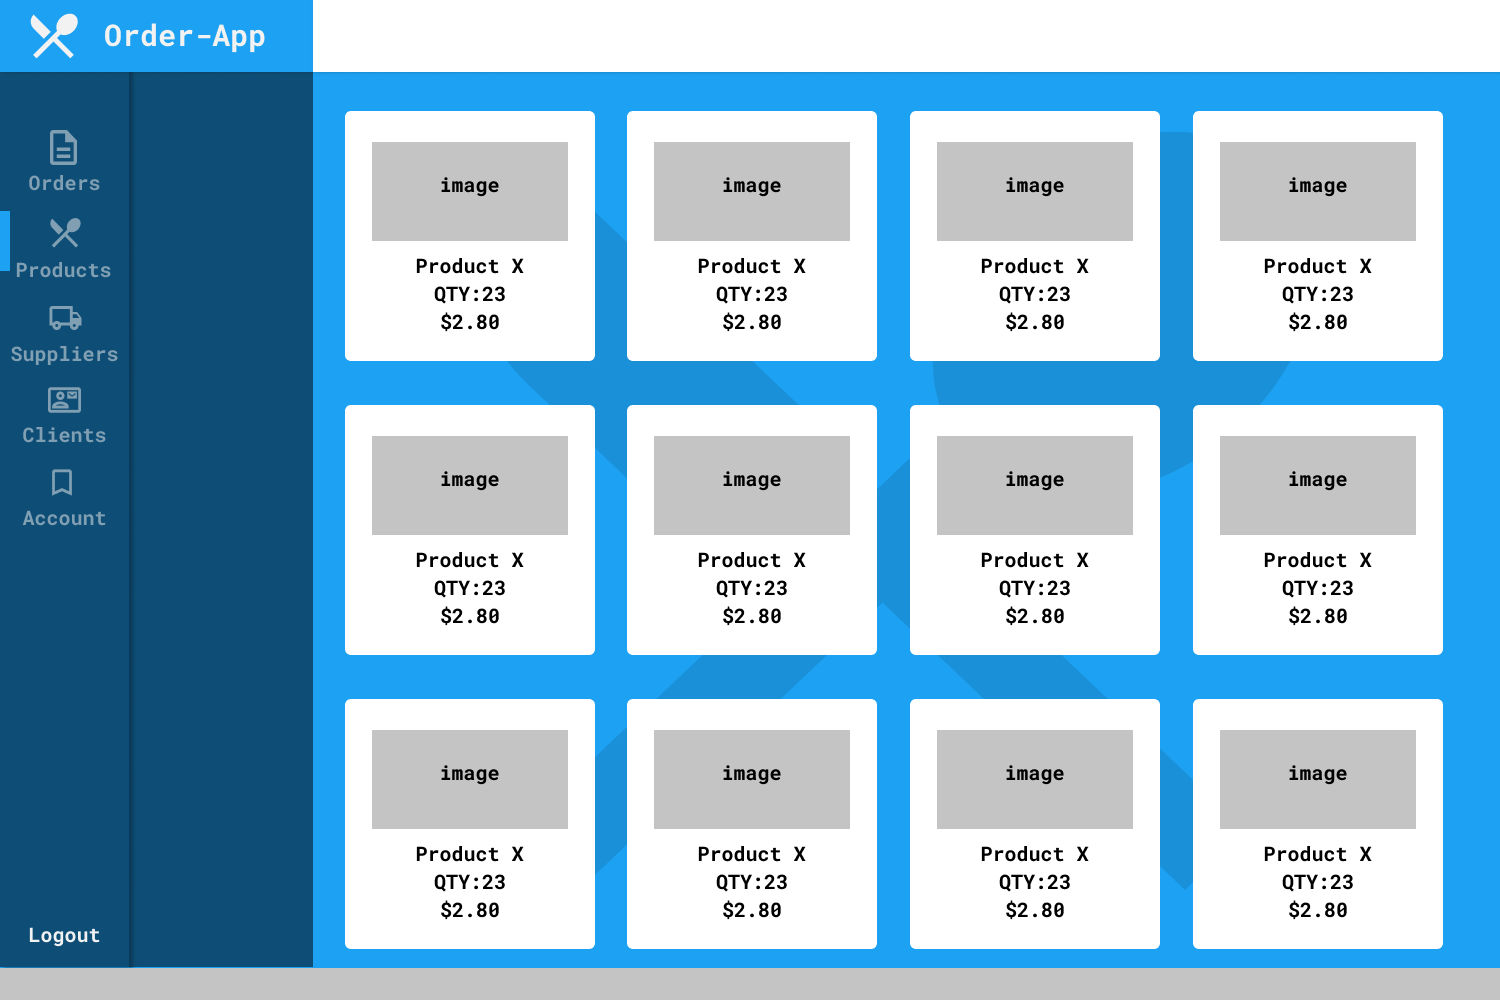 Order-App
Orders
Products
Suppliers
Clients
Account
Logout
image
Product X
QTY:23
$2.80
image
Product X
QTY:23
$2.80
image
Product X
QTY:23
$2.80
image
Product X
QTY:23
$2.80
image
Product X
QTY:23
$2.80
image
Product X
QTY:23
$2.80
image
Product X
QTY:23
$2.80
image
Product X
QTY:23
$2.80
image
Product X
QTY:23
$2.80
image
Product X
QTY:23
$2.80
image
Product X
QTY:23
$2.80
image
Product X
QTY:23
$2.80